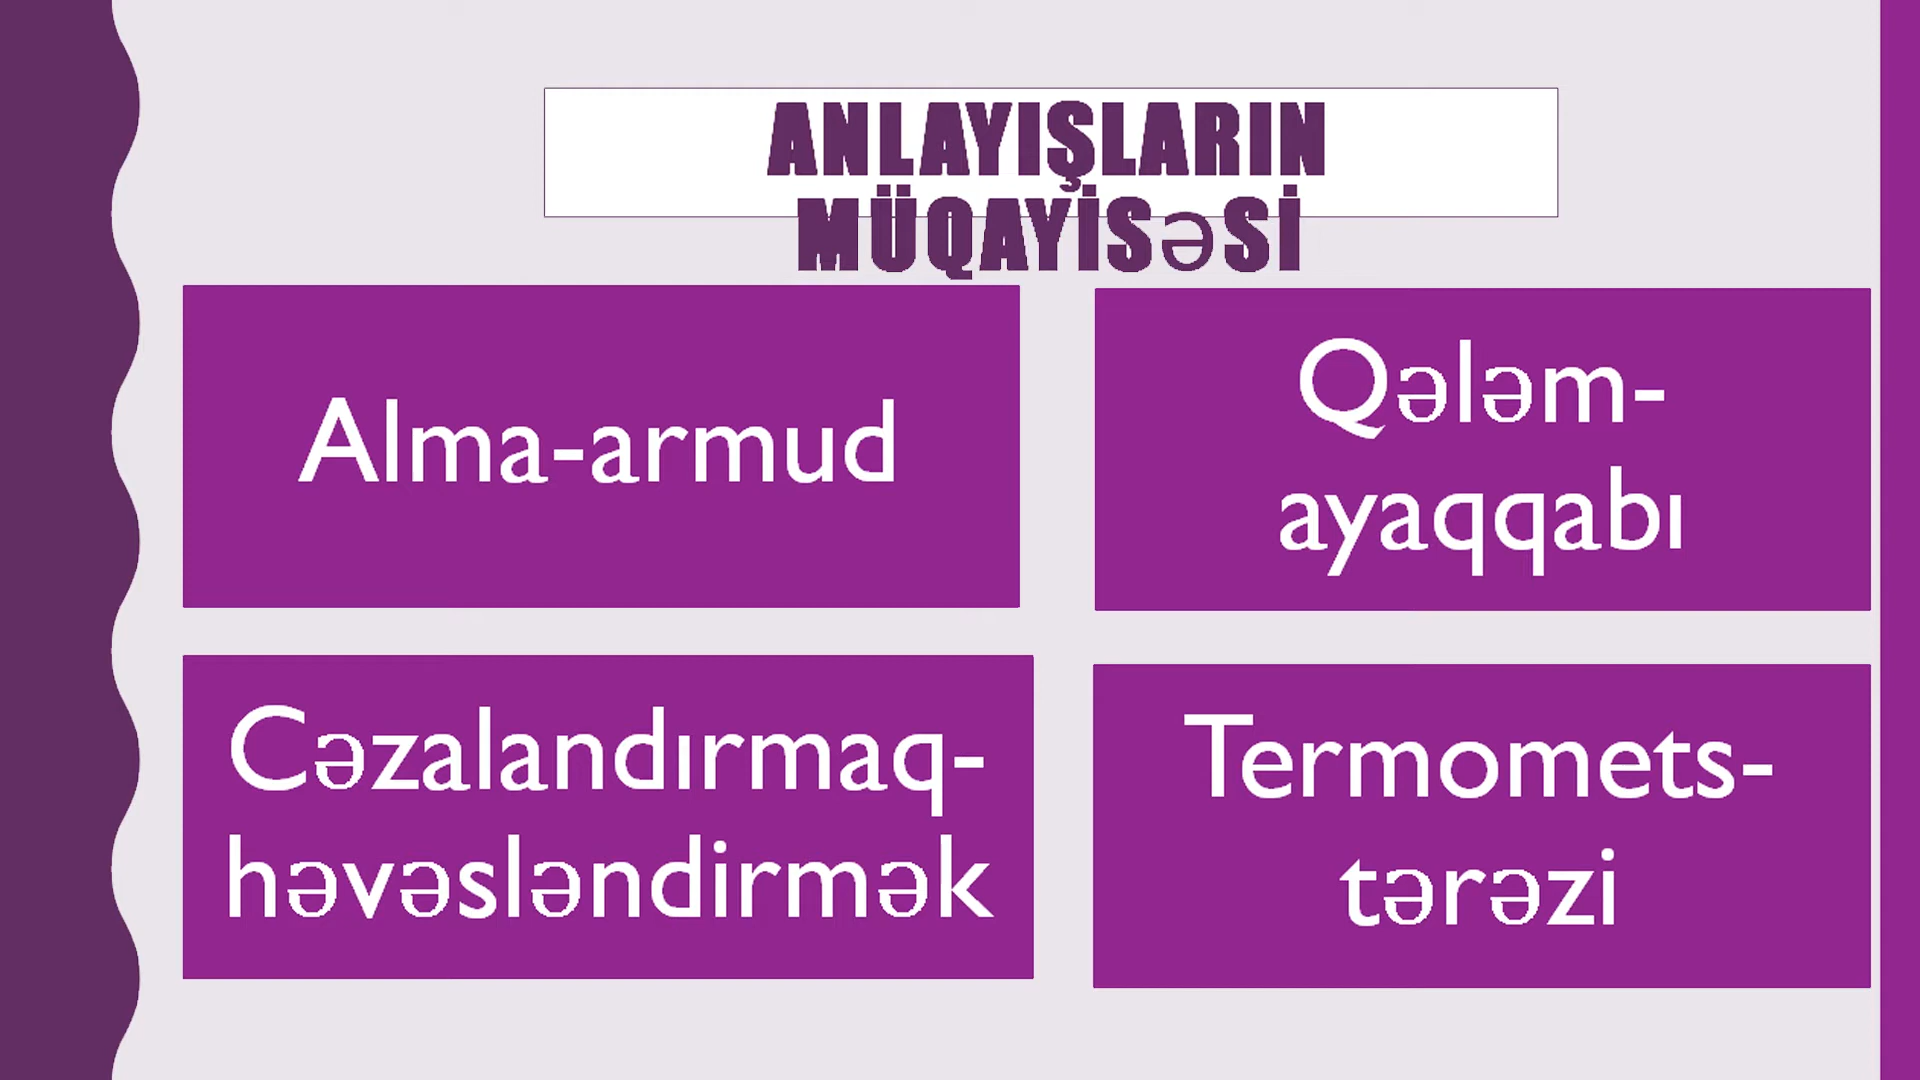 ANLAYIŞLARIN
MÜQAYİSƏSİ
Alma-armud
Qələm-
ayaqqabı
Cəzalandırmaq-
həvəsləndirmək
Termomets-
tərəzi